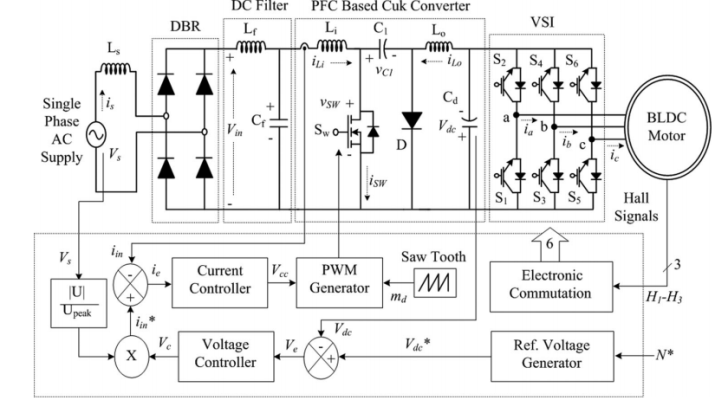 DC Filter
PFC Based Cuk Converter
DBR
VSI
Ls
Lf
Li
C1
Lo
S2
S4
S6
is
iLi
vC1
iLo
Single
Phase
AC
Supply
Vs
+
Vin
-
Cf
+
-
vSW +
Sw
-
iSW
D
Cd
Vdc
-
+
a
b
c
ia
ib
ic
BLDC
Motor
S1
S3
S5
Hall
Signals
6
3
H1-H3
Vs
iin
|U|
Upeak
-
+
ie
Current
Controller
Vcc
PWM
Generator
Saw Tooth
md
Electronic
Commutation
iin*
X
Vc
Voltage
Controller
Ve
Vdc
-
+
Vdc*
Ref. Voltage
Generator
N*